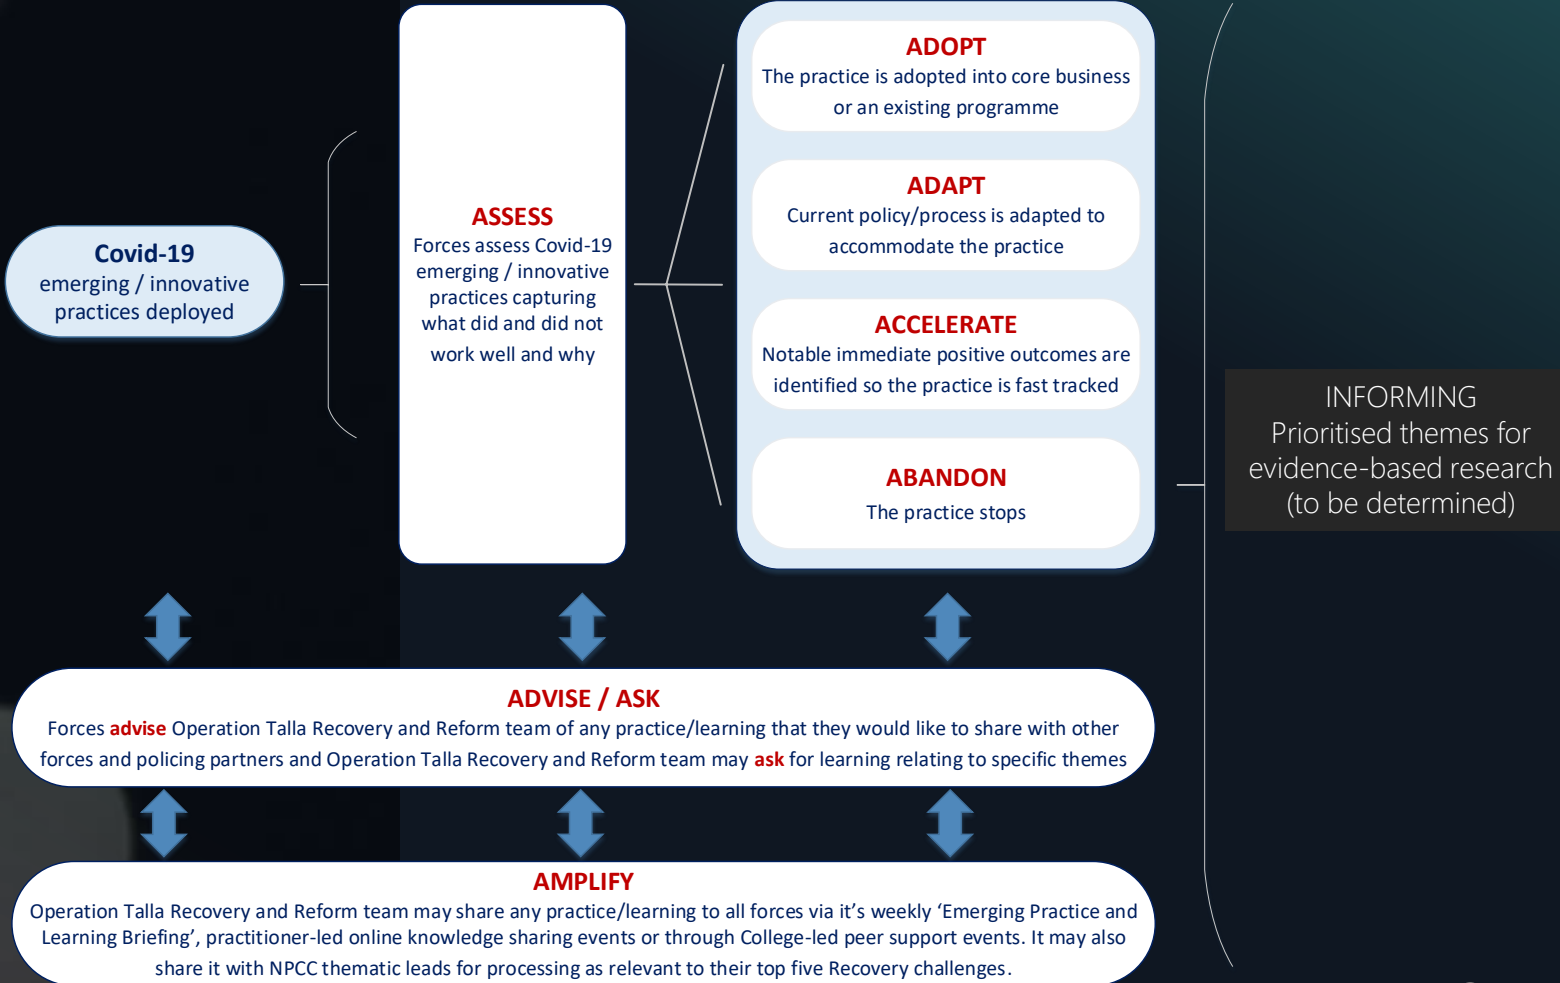 Covid-19
emerging / innovative
practices deployed
ASSESS
Forces assess Covid-19
emerging / innovative
practices capturing
what did and did not
work well and why
ADOPT
The practice is adopted into core business
or an existing programme
ADAPT
Current policy/process is adapted to
accommodate the practice
ACCELERATE
Notable immediate positive outcomes are
identified so the practice is fast tracked
ABANDON
The practice stops
INFORMING
Prioritised themes for
evidence-based research
(to be determined)
ADVISE / ASK
Forces advise Operation Talla Recovery and Reform team of any practice/learning that they would like to share with other
forces and policing partners and Operation Talla Recovery and Reform team may ask for learning relating to specific themes
AMPLIFY
Operation Talla Recovery and Reform team may share any practice/learning to all forces via it’s weekly ‘Emerging Practice and
Learning Briefing’, practitioner-led online knowledge sharing events or through College-led peer support events. It may also
share it with NPCC thematic leads for processing as relevant to their top five Recovery challenges.